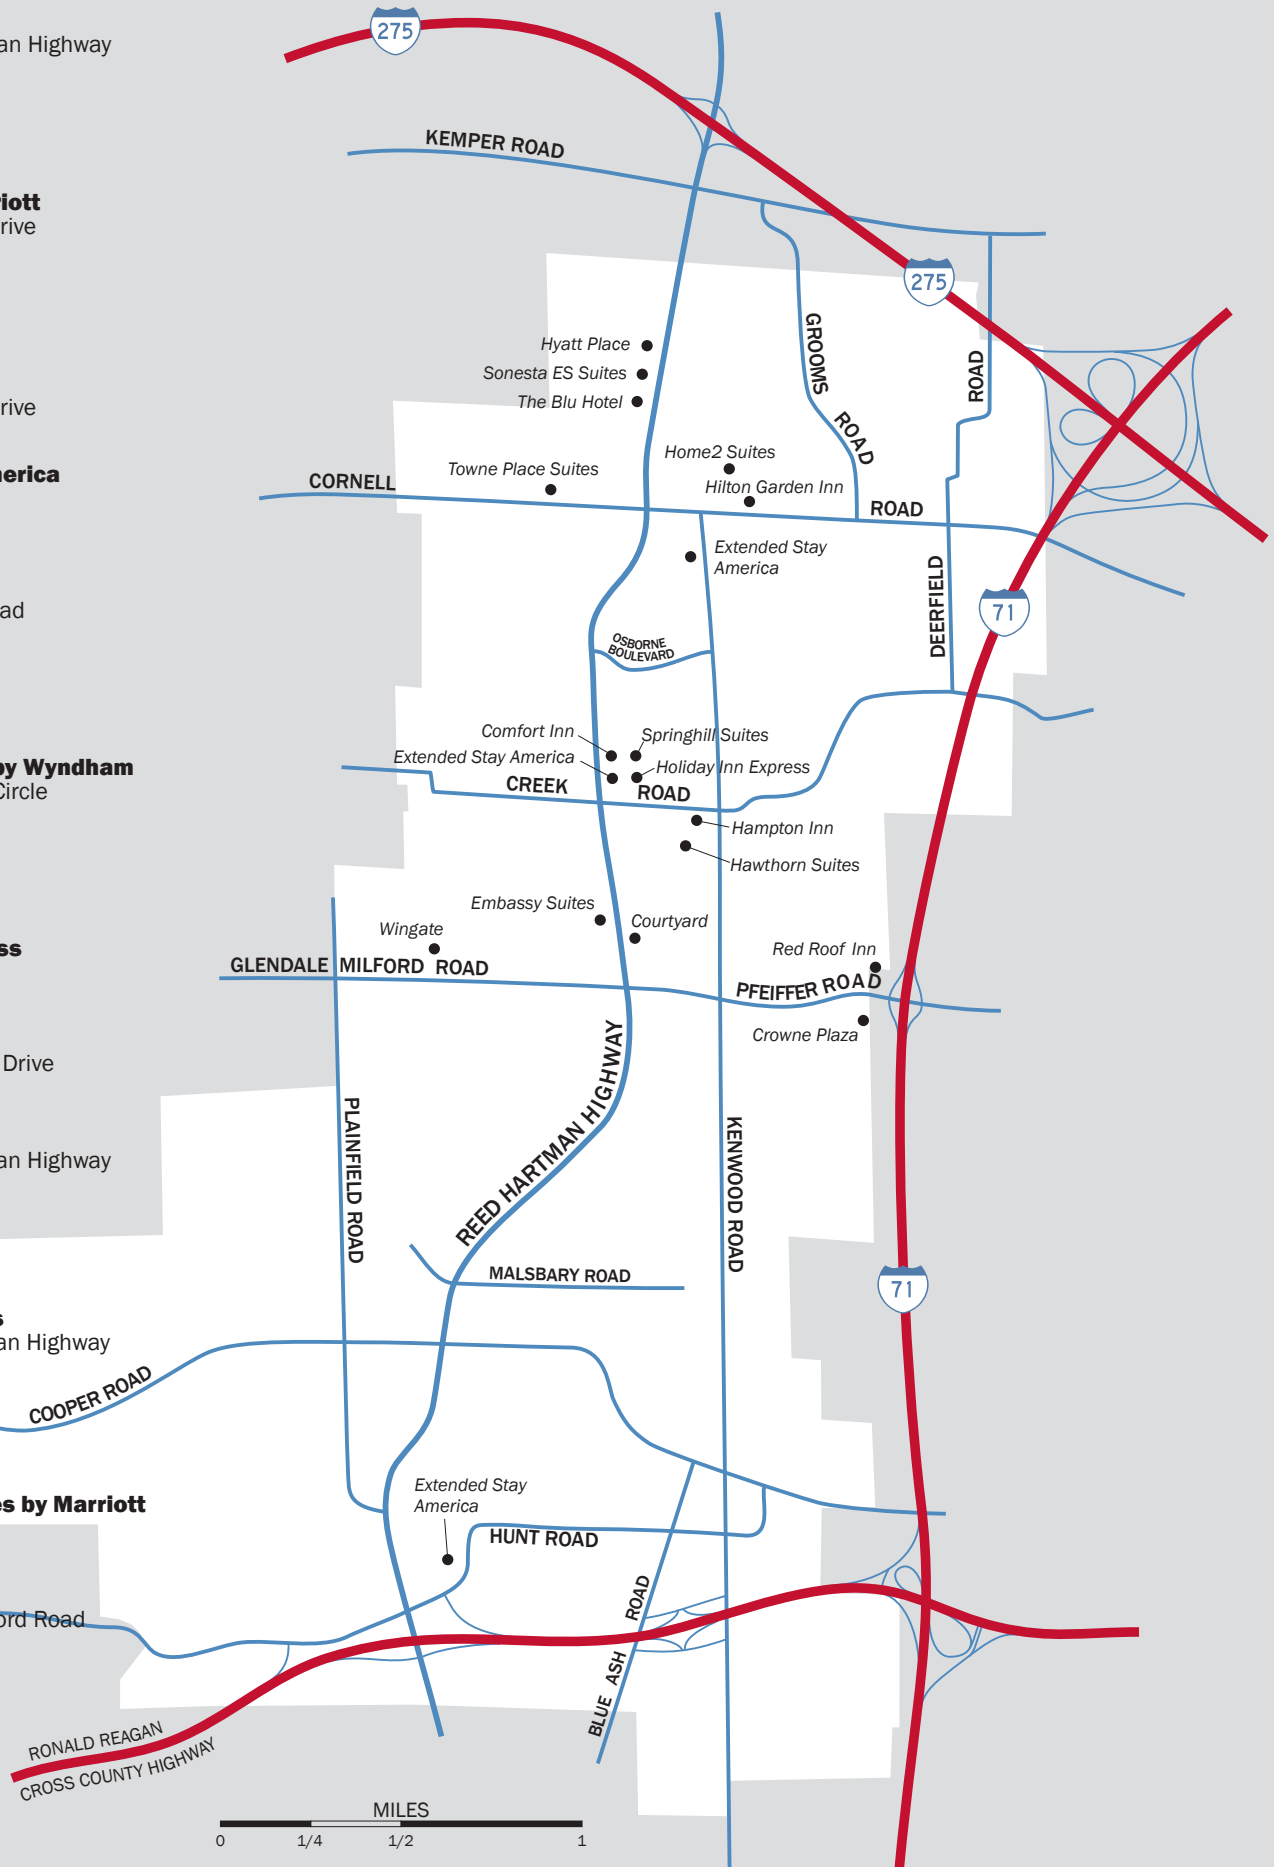 275
an Highway
KEMPER ROAD
iott
rive
275
GROOMS
ROAD
Hyatt Place
Sonesta ES Suites
The Blu Hotel
rive
ROAD
Home2 Suites
Towne Place Suites
erica
CORNELL
Hilton Garden Inn
ROAD
Extended Stay
America
DEERFIELD
71
ad
OSBORNE
BOULEVARD
Comfort Inn
Springhill Suites
Extended Stay America
Holiday Inn Express
by Wyndham
Circle
CREEK
ROAD
Hampton Inn
Hawthorn Suites
Embassy Suites
Courtyard
Wingate
ss
Red Roof Inn
GLENDALE MILFORD ROAD
PFEIFFER ROAD
Crowne Plaza
Drive
REED HARTMAN HIGHWAY
PLAINFIELD ROAD
KENWOOD ROAD
an Highway
MALSBARY ROAD
71
s
an Highway
COOPER ROAD
Extended Stay
America
es by Marriott
HUNT ROAD
ord Road
BLUE ASH ROAD
RONALD REAGAN
CROSS COUNTY HIGHWAY
MILES
0 1/4 1/2 1